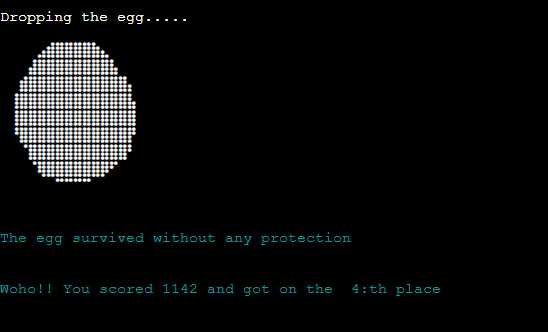 Dropping the egg.....
The egg survived without any protection
Woho!! You scored 1142 and got on the  4:th place